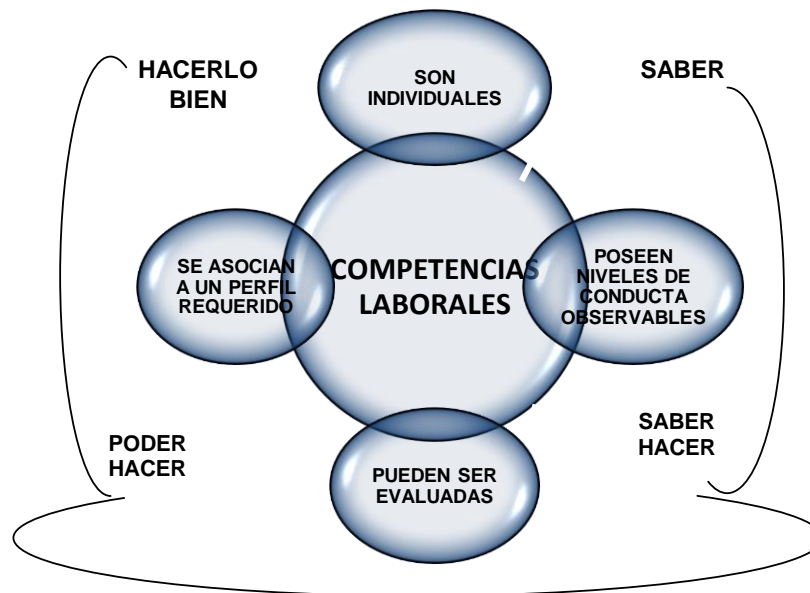 HACERLO
BIEN
SON
INDIVIDUALES
SABER
SE ASOCIAN
A UN PERFIL
REQUERIDO
COMPETENCIAS
LABORALES
POSEEN
NIVELES DE
CONDUCTA
OBSERVABLES
PODER
HACER
PUEDEN SER
EVALUADAS
SABER
HACER